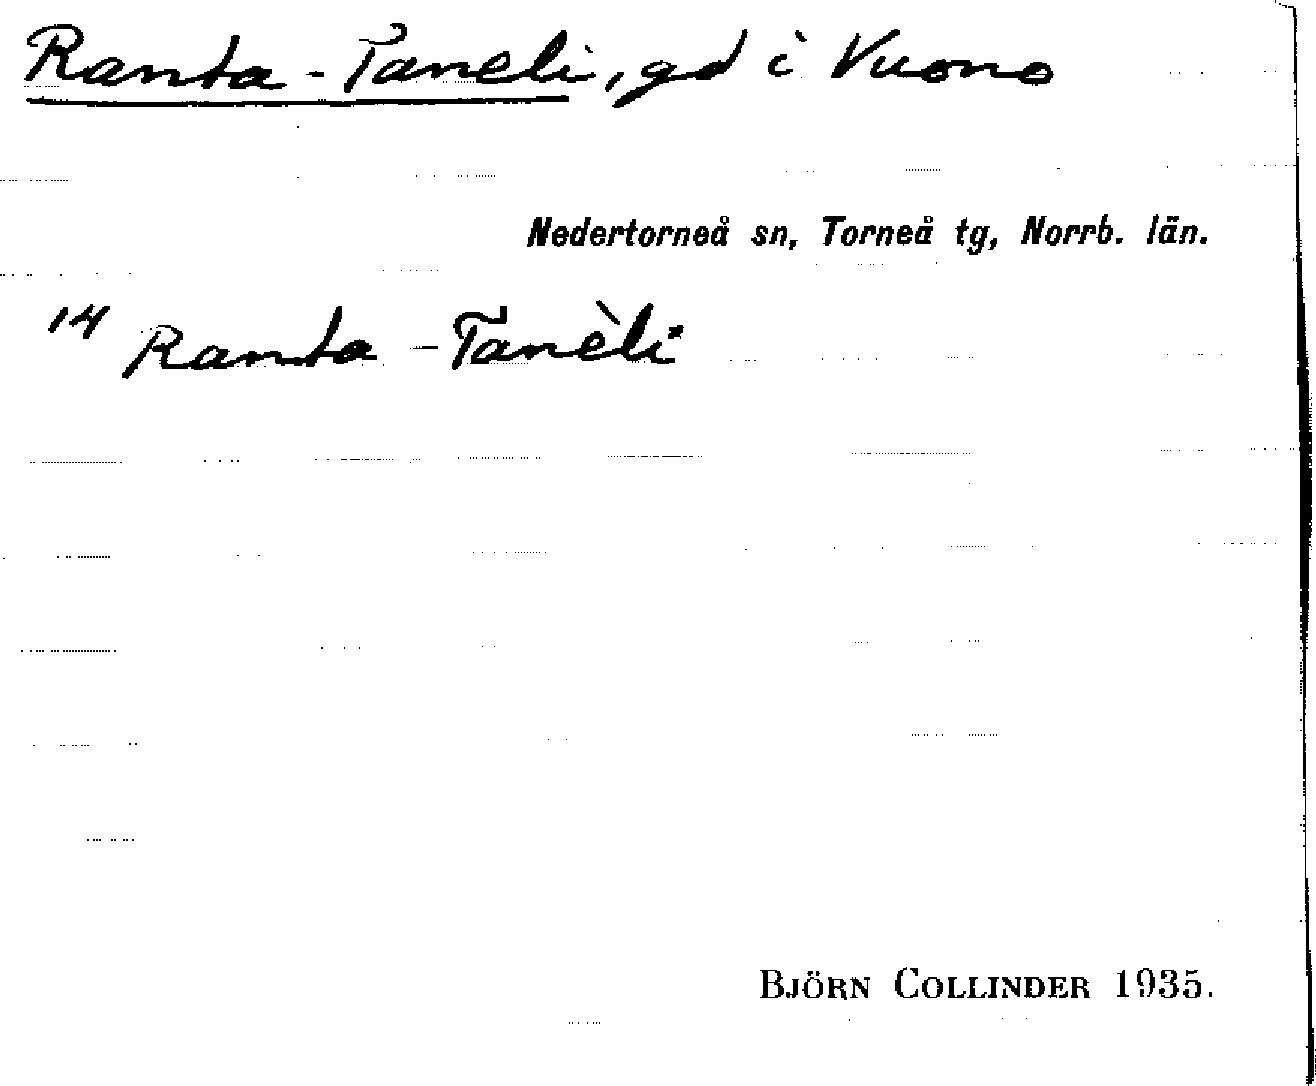 Ranta-Taneli, gd i Vuono
Nedertorneå sn, Torneå tg, Norrb. län.
14 Ranta-Tanèli
BJÖRN COLLINDER 1935.